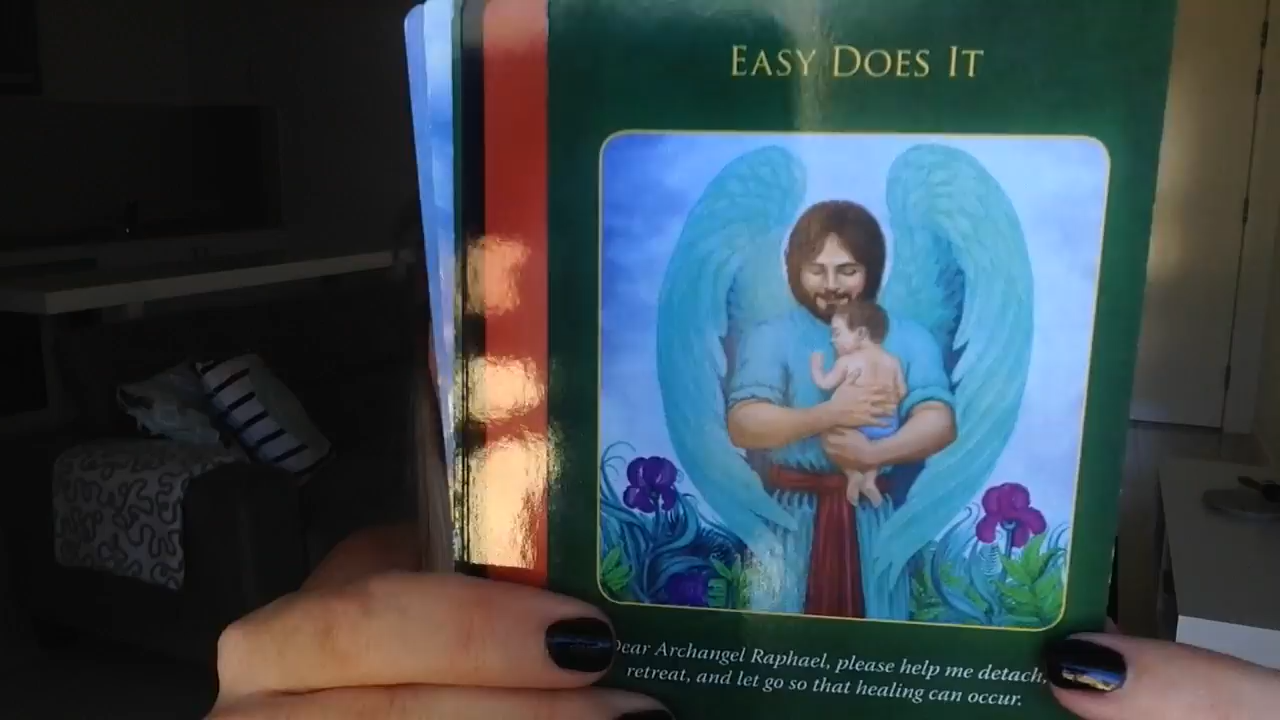 EASY DOES IT
Dear Archangel Raphael, please help me detach,
retreat, and let go so that healing can occur.